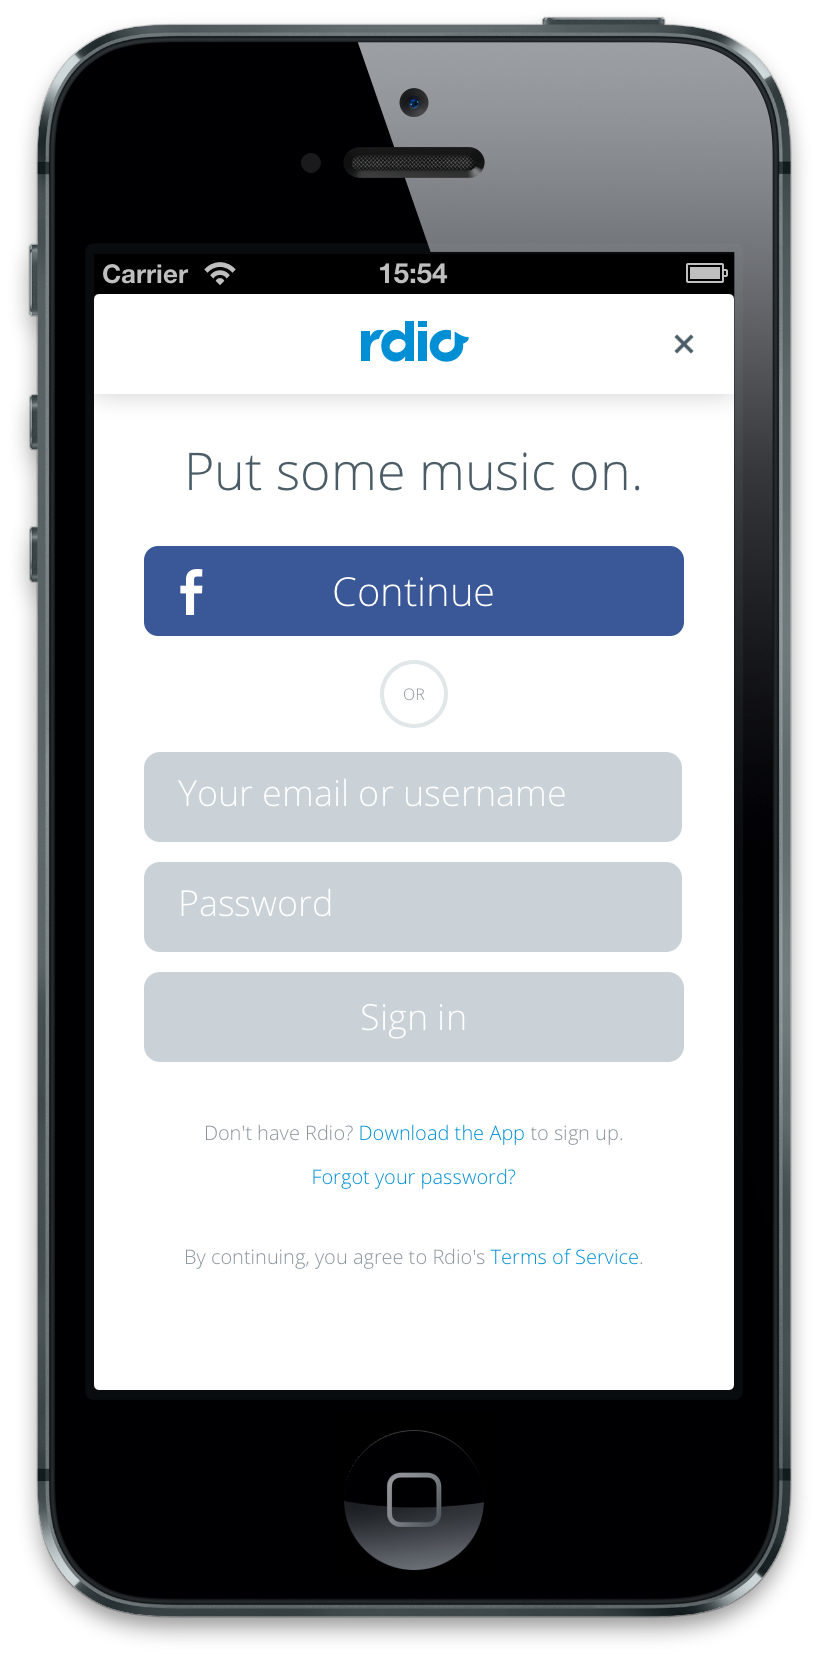 Carrier 15:54
rdio
Put some music on.
f Continue
OR
Your email or username
Password
Sign in
Don't have Rdio? Download the App to sign up.
Forgot your password?
By continuing, you agree to Rdio's Terms of Service.